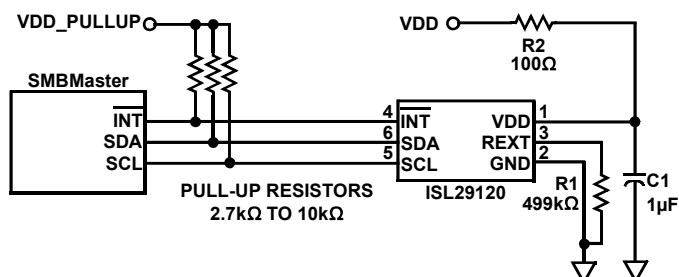 VDD_PULLUP
VDD
R2
100Ω
SMBMaster
INT
SDA
SCL
4
6
5
INT
SDA
SCL
VDD
REXT
GND
1
3
2
ISL29120
PULL-UP RESISTORS
2.7kΩ TO 10kΩ
R1
499kΩ
C1
1µF